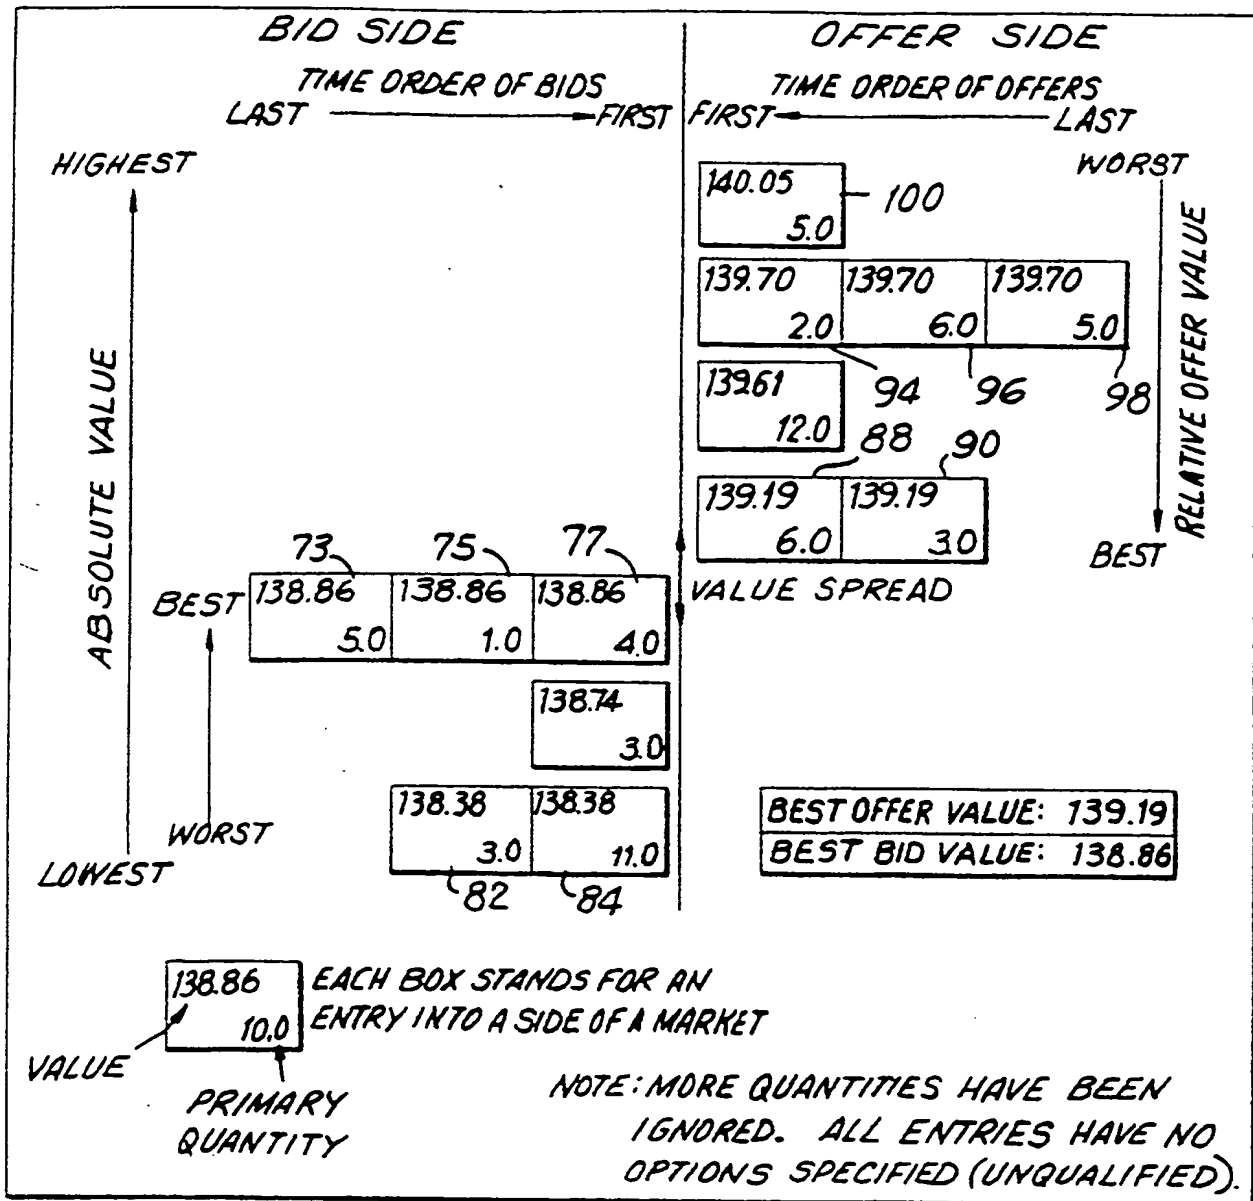 BID SIDE
OFFER SIDE
TIME ORDER OF BIDS
LAST FIRST
TIME ORDER OF OFFERS
FIRST LAST
HIGHEST
ABSOLUTE VALUE
LOWEST
WORST
RELATIVE OFFER VALUE
BEST
140.05
5.0
100
139.70 139.70 139.70
2.0 6.0 5.0
94 96 98
139.61
12.0
88 90
139.19 139.19
6.0 3.0
VALUE SPREAD
73 75 77
BEST
138.86 138.86 138.86
5.0 1.0 4.0
138.74
3.0
138.38 138.38
3.0 11.0
WORST
82 84
BEST OFFER VALUE: 139.19
BEST BID VALUE: 138.86
138.86
10.0
VALUE
PRIMARY
QUANTITY
EACH BOX STANDS FOR AN
ENTRY INTO A SIDE OF A MARKET
NOTE: MORE QUANTITIES HAVE BEEN
IGNORED. ALL ENTRIES HAVE NO
OPTIONS SPECIFIED (UNQUALIFIED).